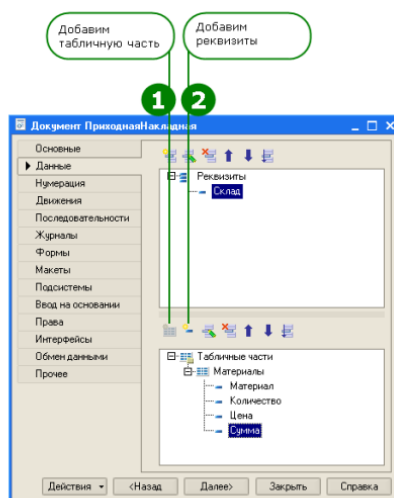 Добавим
табличную часть
Добавим
реквизиты
1
2
Документ ПриходнаяНакладная
Основные
Данные
Нумерация
Движения
Последовательности
Журналы
Формы
Макеты
Подсистемы
Ввод на основании
Права
Интерфейсы
Обмен данными
Прочее
Реквизиты
Склад
Табличные части
Материалы
Материал
Количество
Цена
Сумма
Действия
<Назад
Далее>
Закрыть
Справка